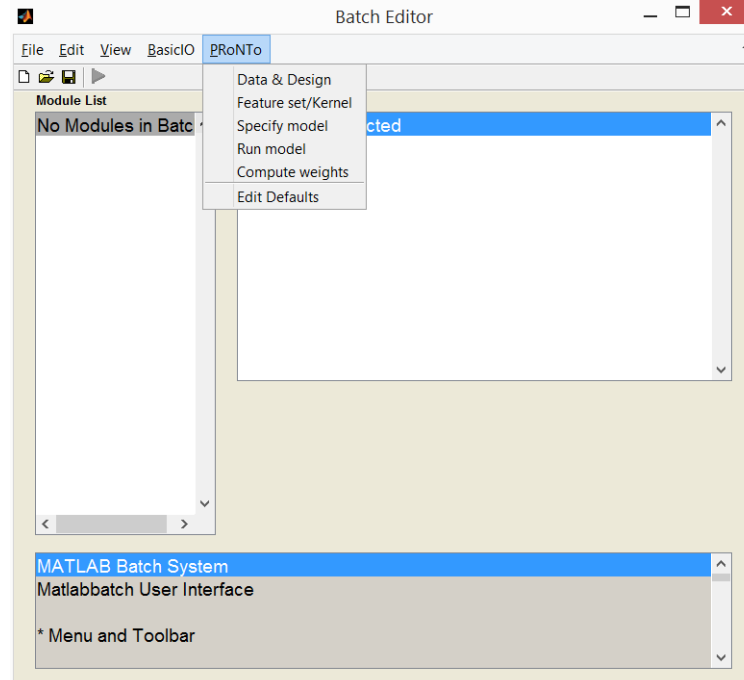 Batch Editor
File Edit View BasicIO PRoNTo
Module List
No Modules in Batc
cted
Data & Design
Feature set/Kernel
Specify model
Run model
Compute weights
Edit Defaults
MATLAB Batch System
Matlabbatch User Interface
* Menu and Toolbar